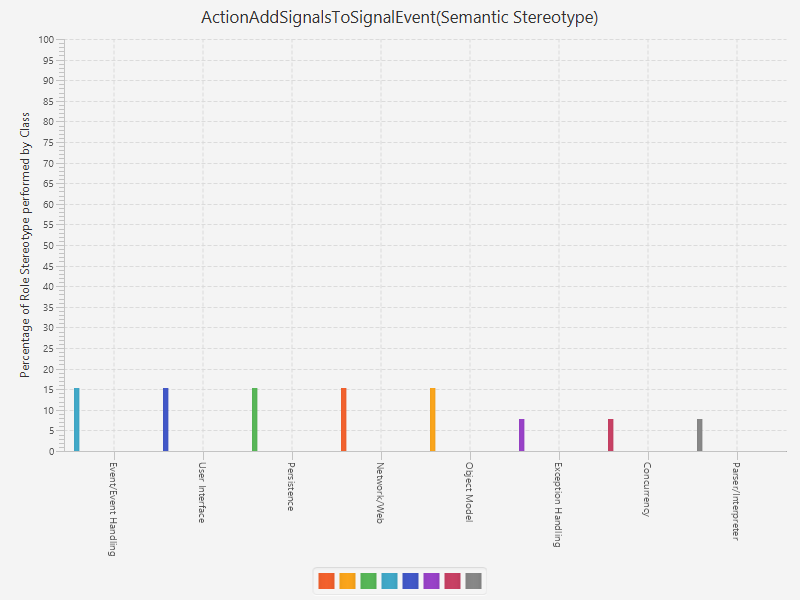 ActionAddSignalsToSignalEvent(Semantic Stereotype)
Percentage of Role Stereotype performed by Class
100
95
90
85
80
75
70
65
60
55
50
45
40
35
30
25
20
15
10
5
0
Event/Event Handling
User Interface
Persistence
Network/Web
Object Model
Exception Handling
Concurrency
Parser/Interpreter